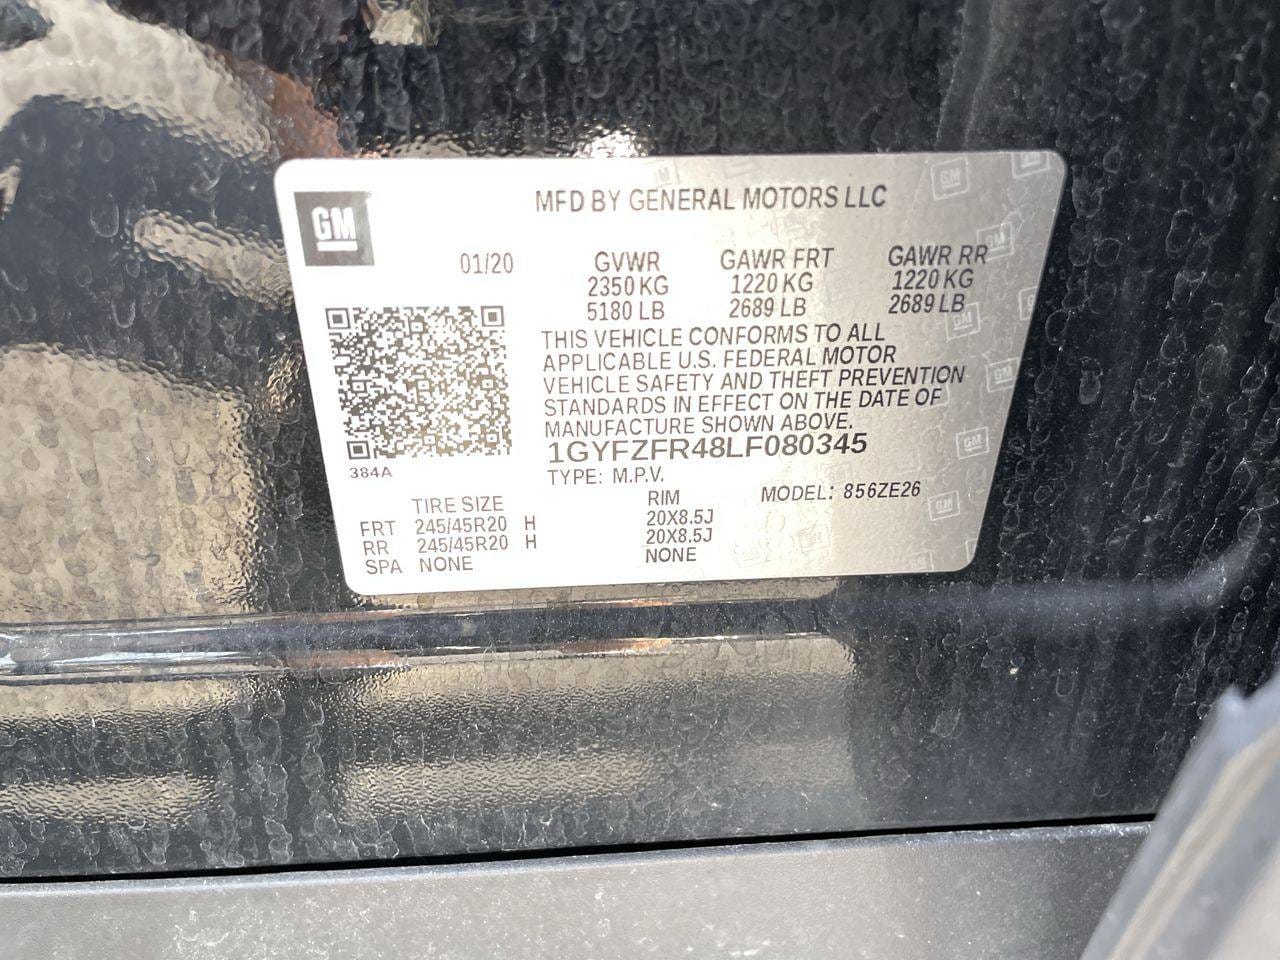 GM
MFD BY GENERAL MOTORS LLC
01/20 GVWR GAWR FRT GAWR RR
2350 KG 1220 KG 1220 KG
5180 LB 2689 LB 2689 LB
THIS VEHICLE CONFORMS TO ALL
APPLICABLE U.S. FEDERAL MOTOR
VEHICLE SAFETY AND THEFT PREVENTION
STANDARDS IN EFFECT ON THE DATE OF
MANUFACTURE SHOWN ABOVE.
1GYFZFR48LF080345
384A
TYPE: M.P.V. MODEL: 856ZE26
TIRE SIZE RIM
FRT 245/45R20 H 20X8.5J
RR 245/45R20 H 20X8.5J
SPA NONE NONE